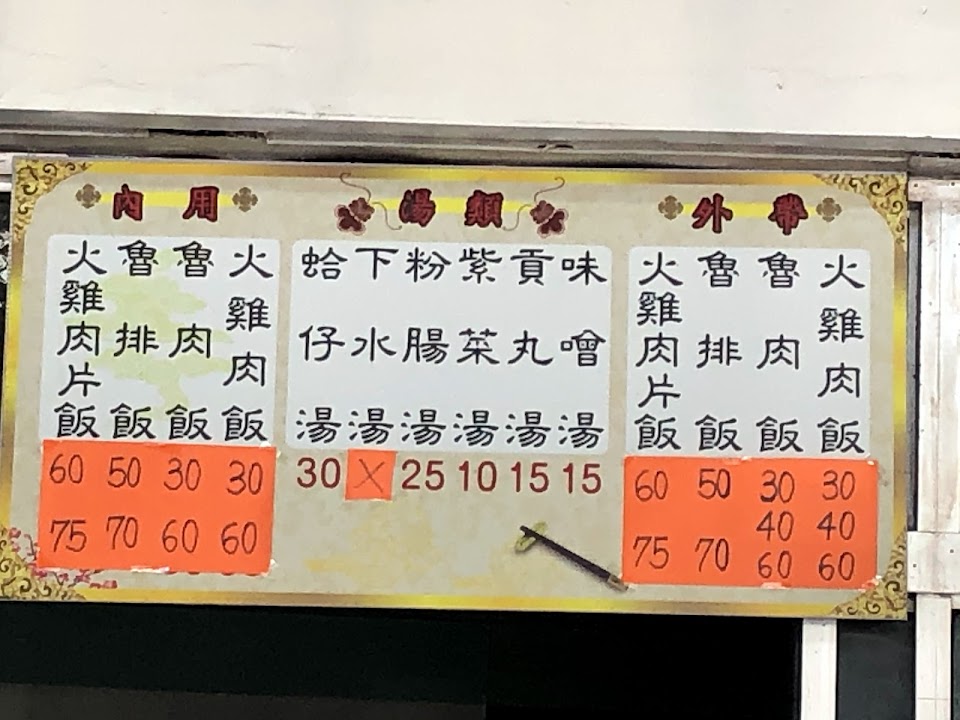 內用
火雞肉片飯 60 75
魯排飯 50 70
魯肉飯 30 60
火雞肉飯 30 60
湯類
蛤仔湯 30
下水湯 X
粉腸湯 25
紫菜湯 10
貢丸湯 15
味噌湯 15
外帶
火雞肉片飯 60 75
魯排飯 50 70
魯肉飯 30 40 60
火雞肉飯 30 40 60